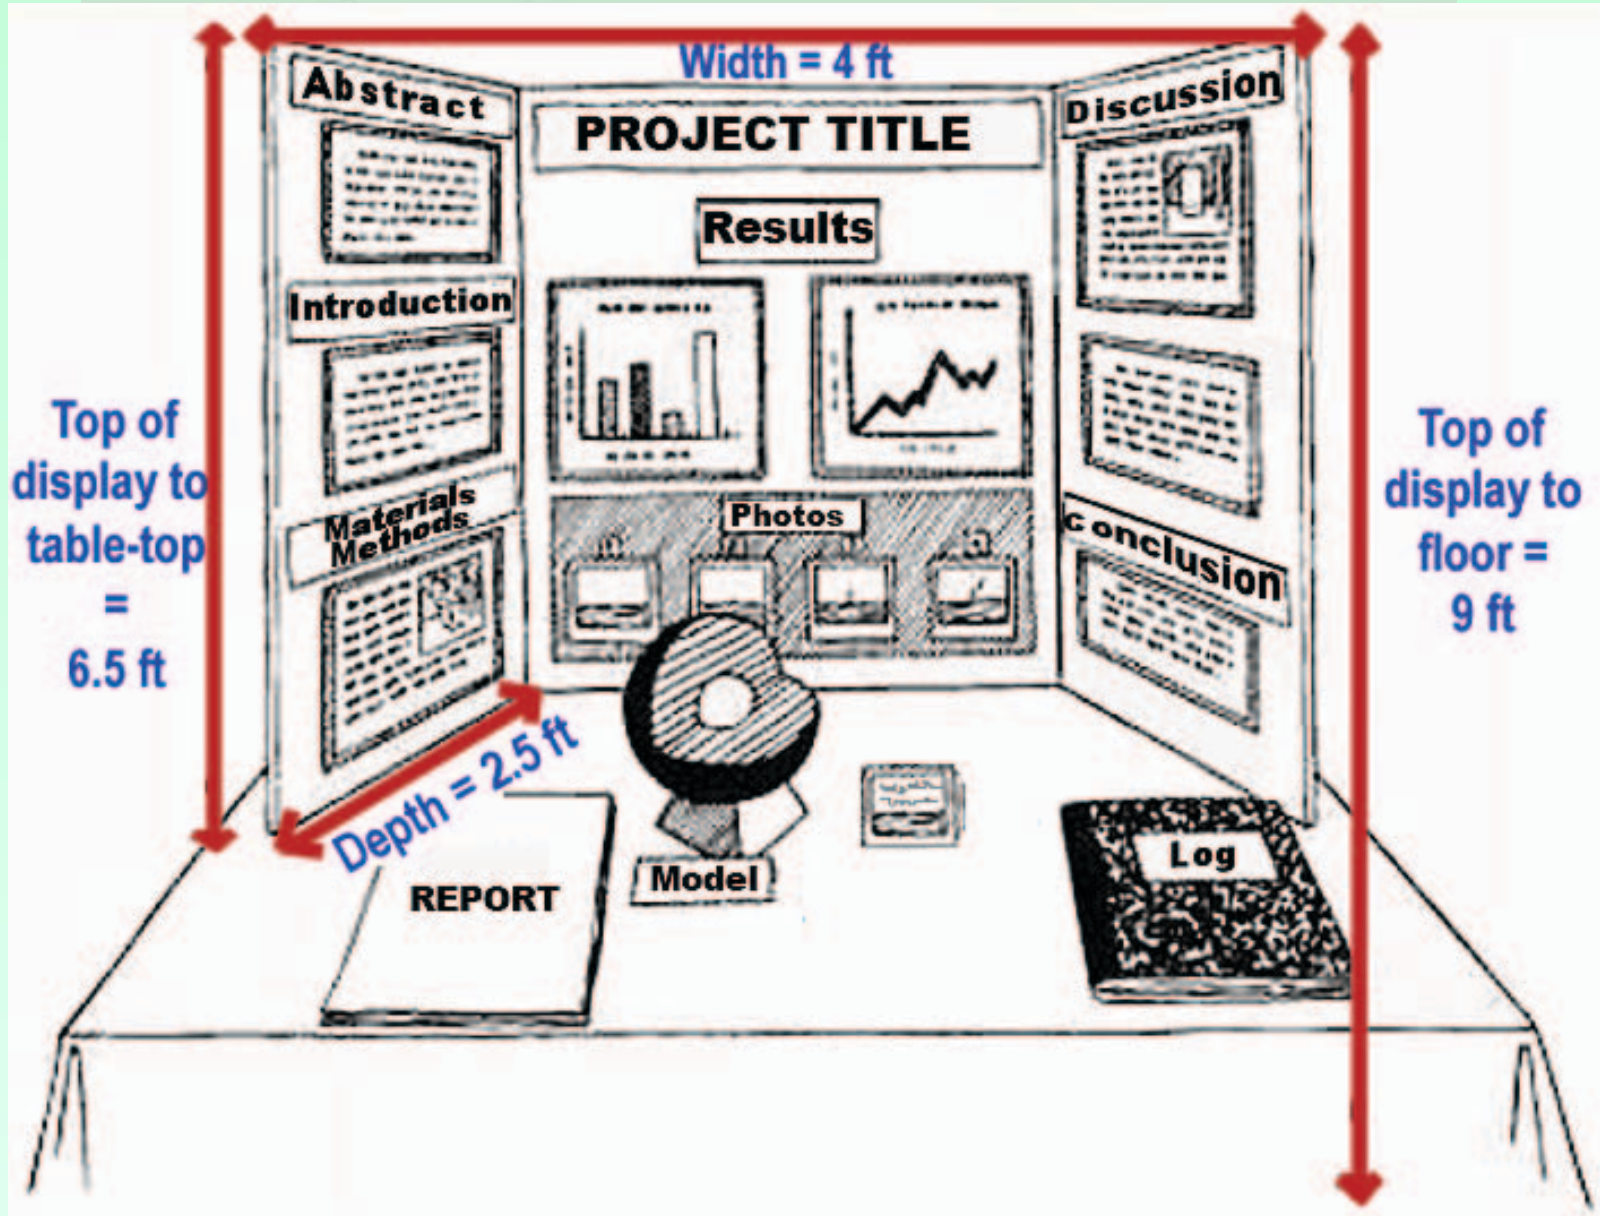 Width = 4 ft
Abstract
PROJECT TITLE
Discussion
Results
Introduction
Top of
display to
table-top
=
6.5 ft
Top of
display to
floor =
9 ft
Materials
Methods
Photos
conclusion
Depth = 2.5 ft
REPORT
Model
Log